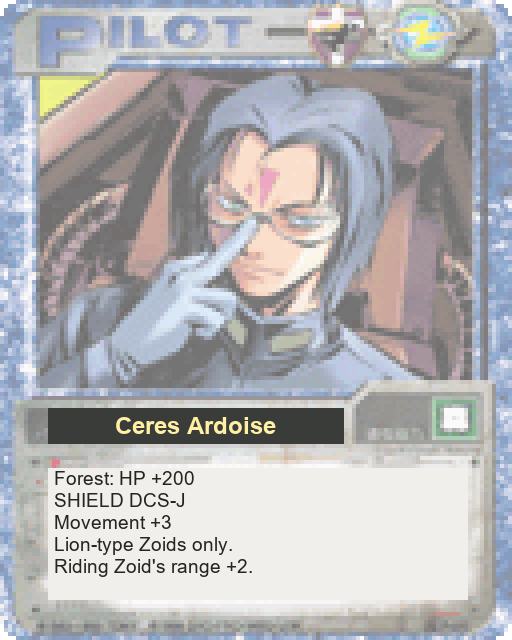 PILOT
Ceres Ardoise
Forest: HP +200
SHIELD DCS-J
Movement +3
Lion-type Zoids only.
Riding Zoid's range +2.